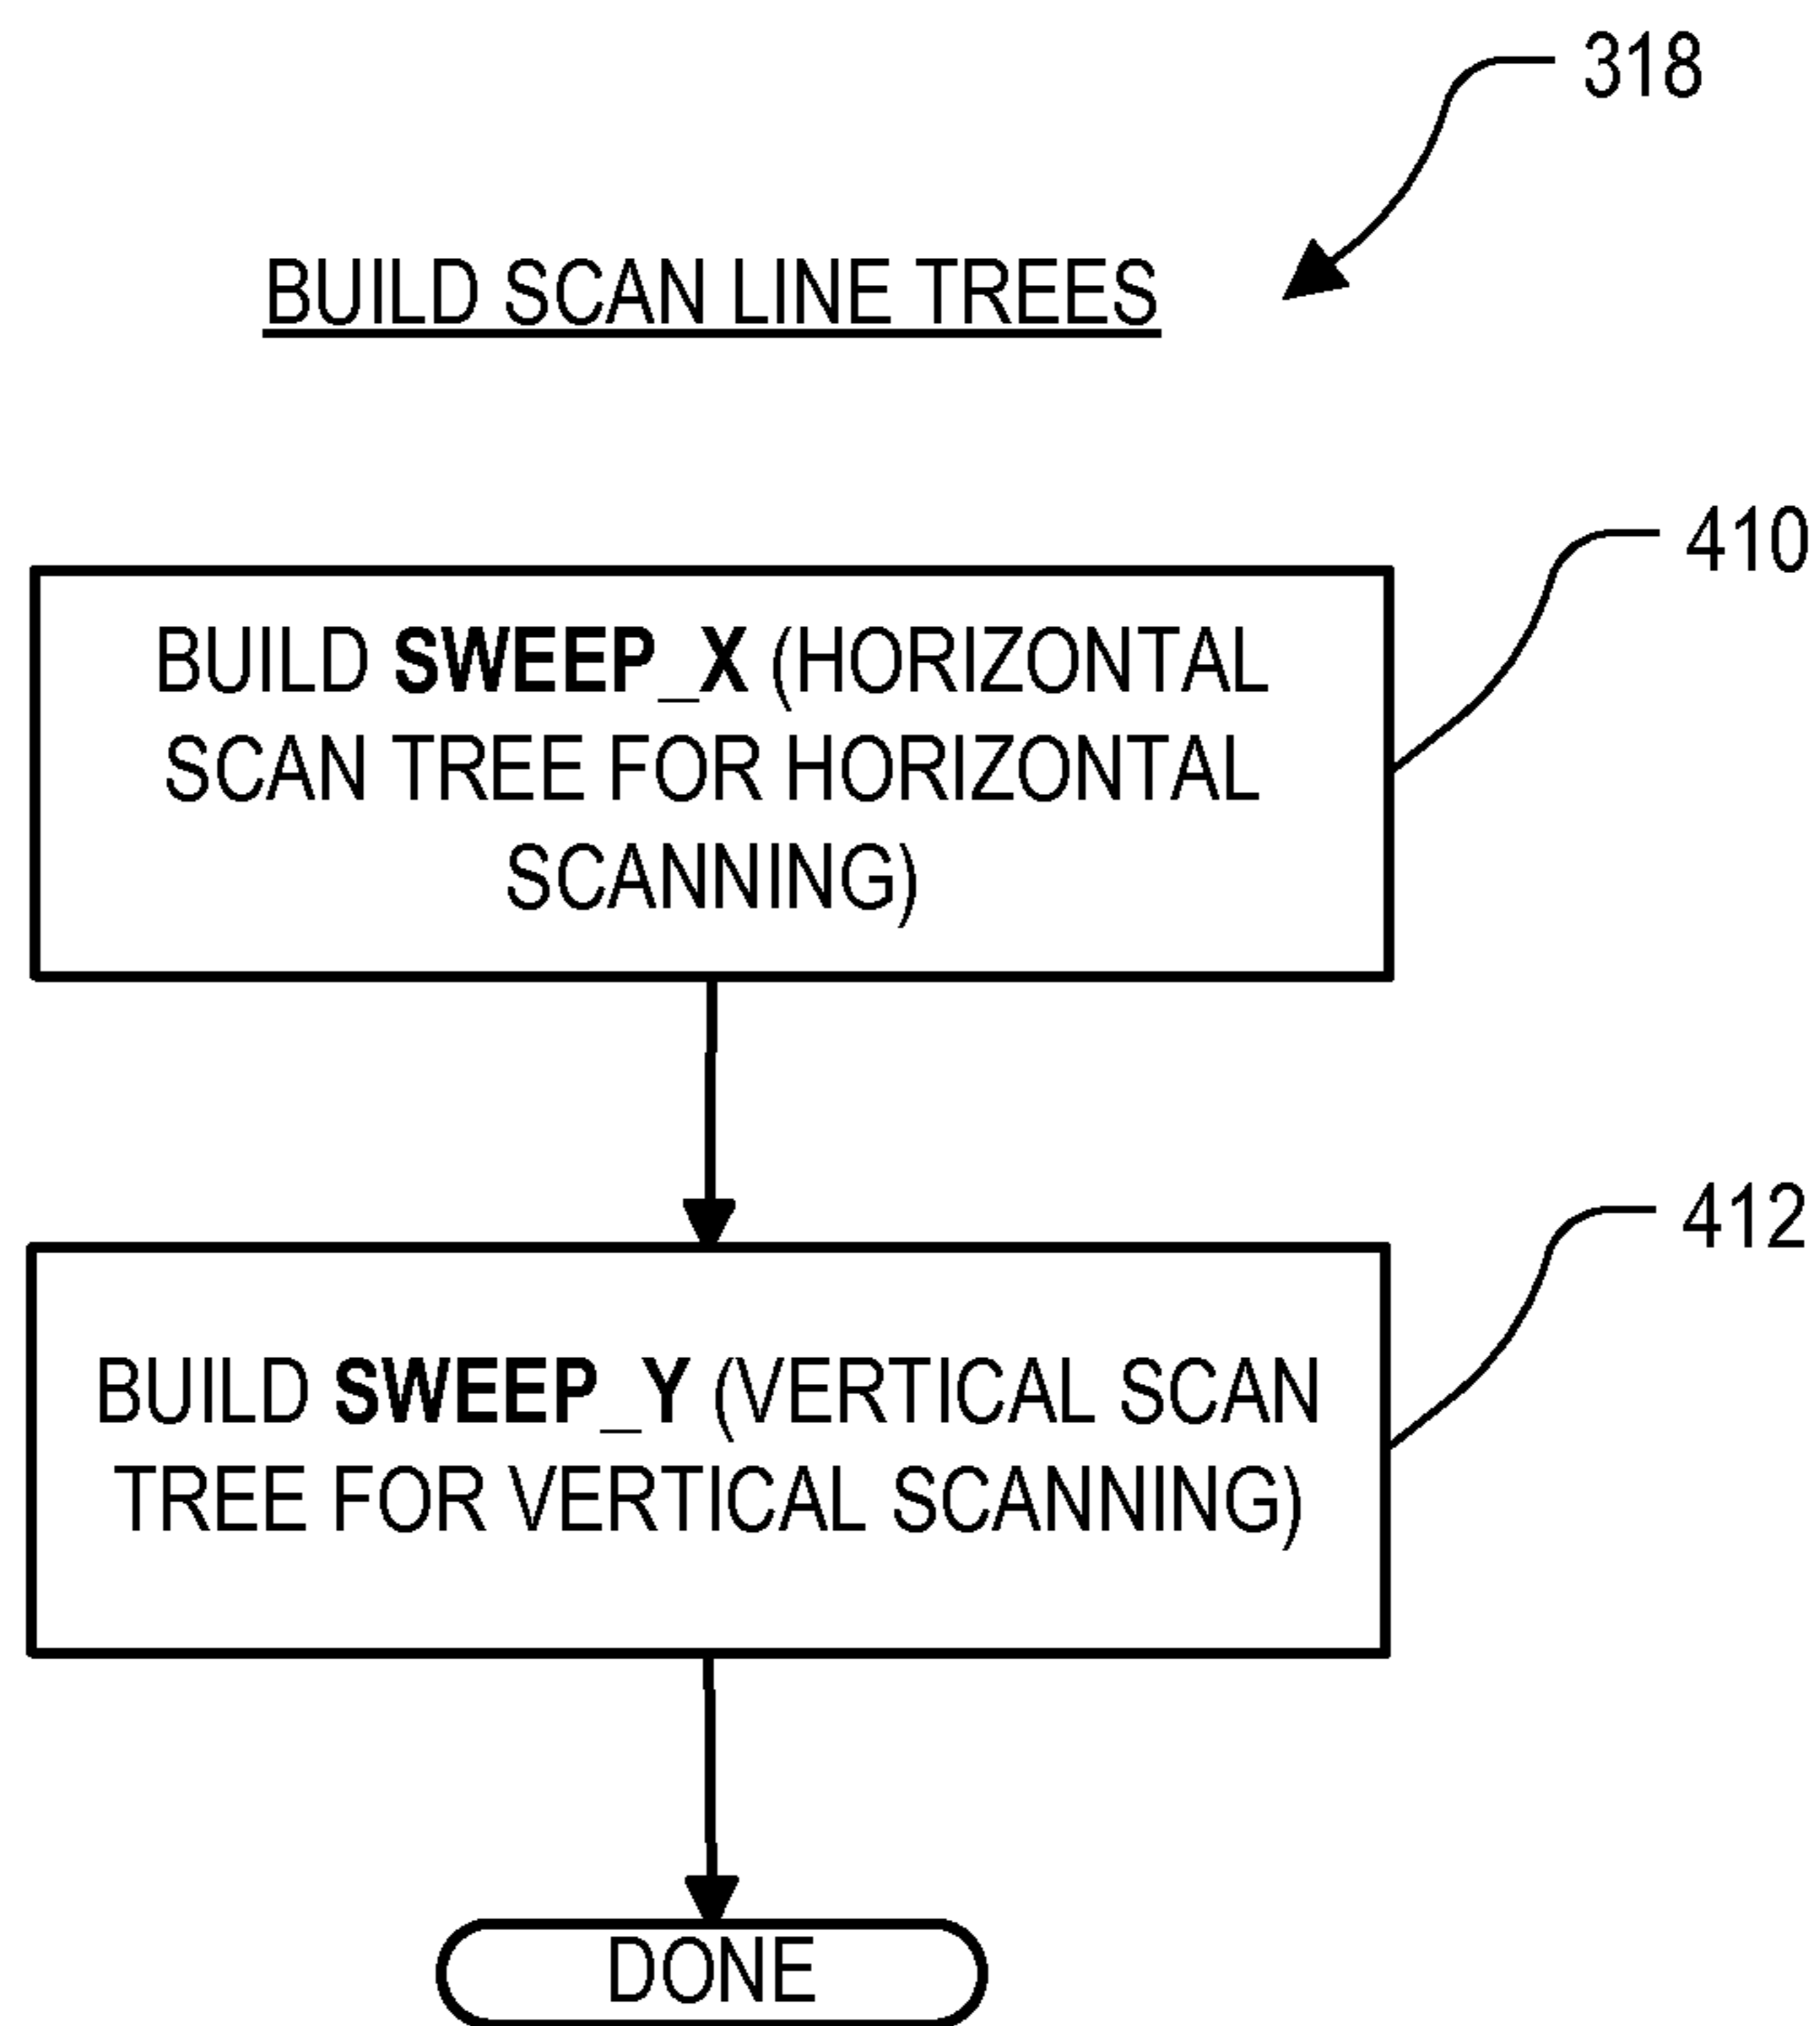 318
BUILD SCAN LINE TREES
410
BUILD SWEEP_X (HORIZONTAL
SCAN TREE FOR HORIZONTAL
SCANNING)
412
BUILD SWEEP_Y (VERTICAL SCAN
TREE FOR VERTICAL SCANNING)
DONE